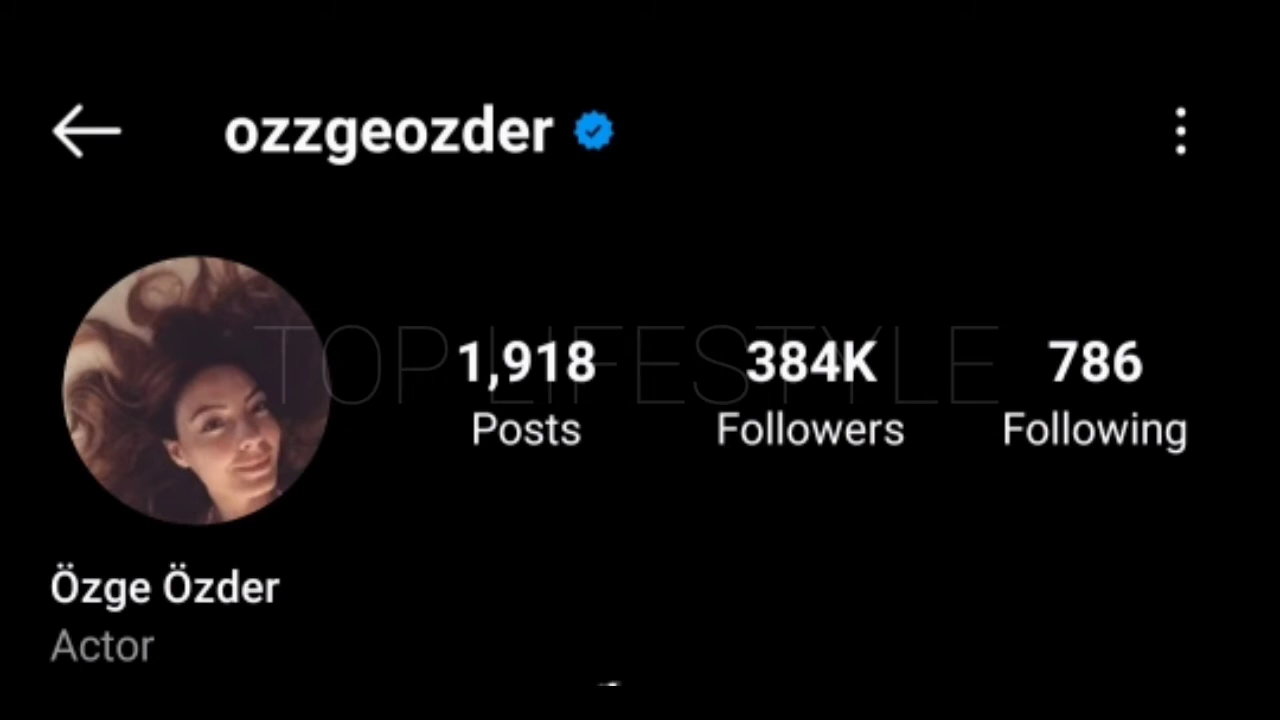 ozzgeozder
TOP LIFESTYLE
1,918 384K 786
Posts Followers Following
Özge Özder
Actor